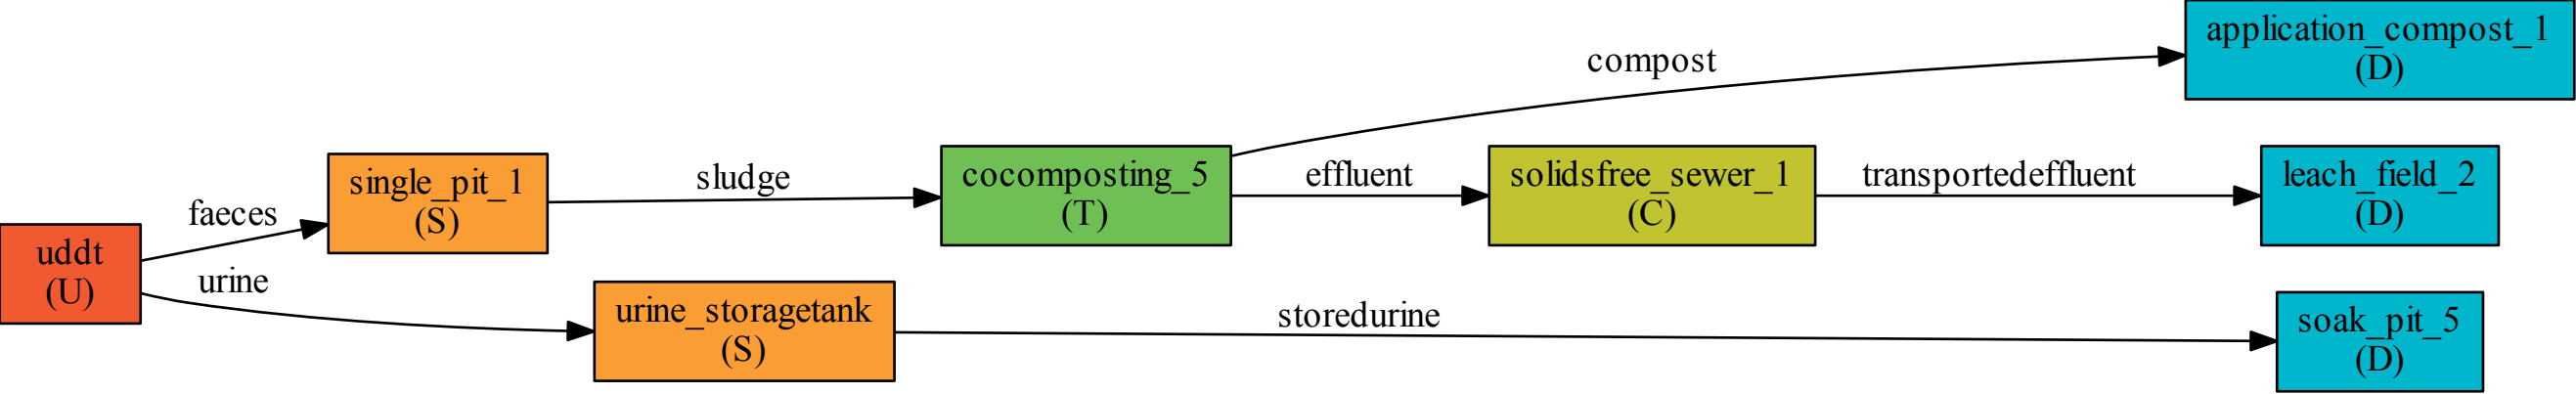 application_compost_1
(D)
compost
single_pit_1
(S)
sludge
cocomposting_5
(T)
effluent
solidsfree_sewer_1
(C)
transportedeffluent
leach_field_2
(D)
faeces
uddt
(U)
urine
urine_storagetank
(S)
storedurine
soak_pit_5
(D)